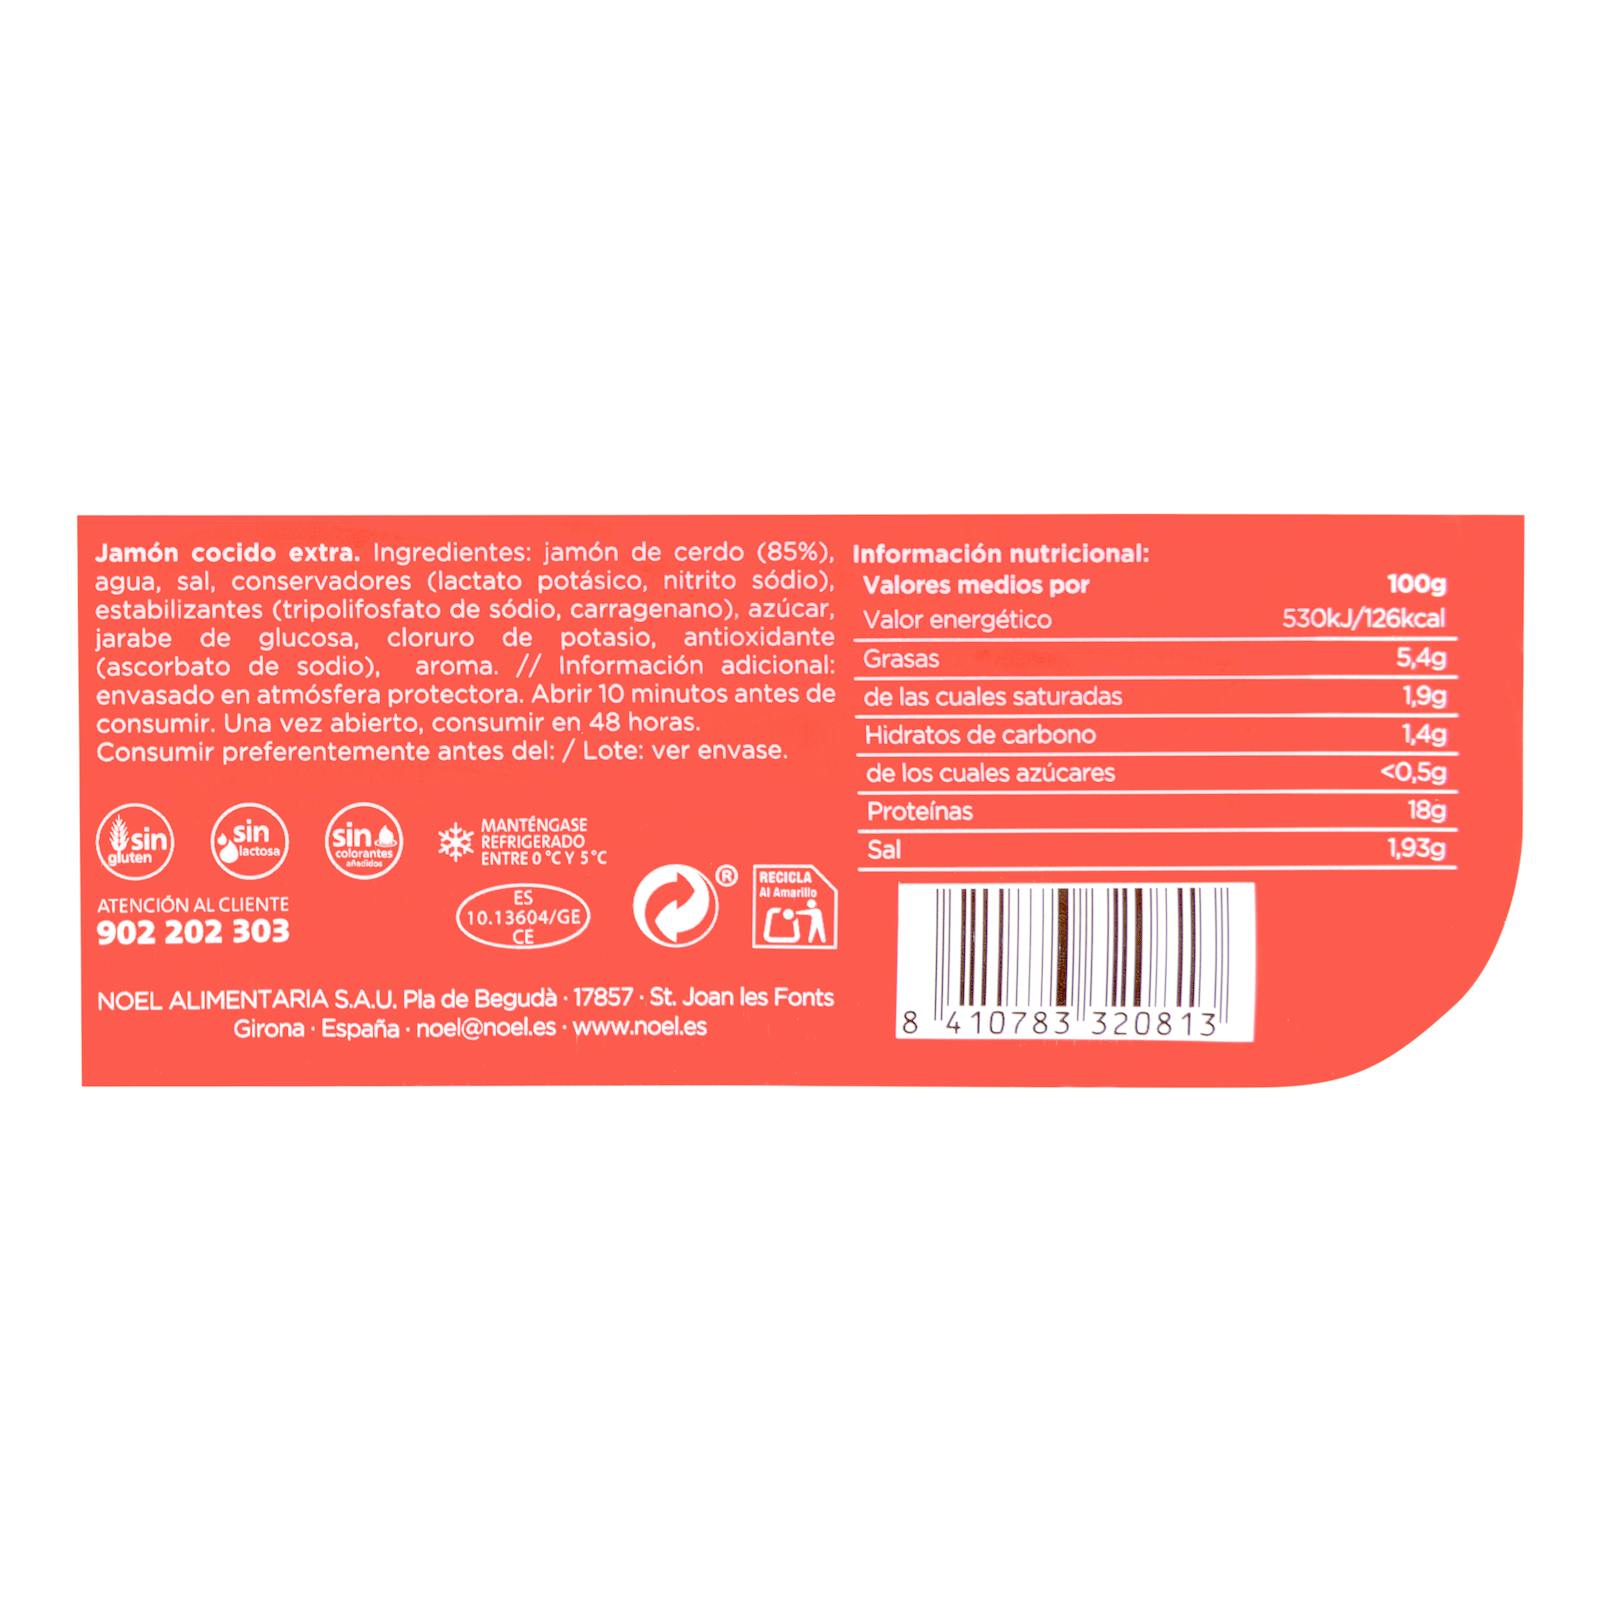 Jamón cocido extra. Ingredientes: jamón de cerdo (85%),
agua, sal, conservadores (lactato potásico, nitrito sódio),
estabilizantes (tripolifosfato de sódio, carragenano), azúcar,
jarabe de glucosa, cloruro de potasio, antioxidante
(ascorbato de sodio), aroma. // Información adicional:
envasado en atmósfera protectora. Abrir 10 minutos antes de
consumir. Una vez abierto, consumir en 48 horas.
Consumir preferentemente antes del: / Lote: ver envase.
sin
gluten
sin
lactosa
sin
colorantes
añadidos
MANTÉNGASE
REFRIGERADO
ENTRE 0 °C Y 5 °C
ATENCIÓN AL CLIENTE
902 202 303
ES
10.13604/GE
CE
®
RECICLA
Al Amarillo
NOEL ALIMENTARIA S.A.U. Pla de Begudà · 17857 · St. Joan les Fonts
Girona · España · noel@noel.es · www.noel.es
Información nutricional:
Valores medios por 100g
Valor energético 530kJ/126kcal
Grasas 5,4g
de las cuales saturadas 1,9g
Hidratos de carbono 1,4g
de los cuales azúcares <0,5g
Proteínas 18g
Sal 1,93g
8 410783 320813